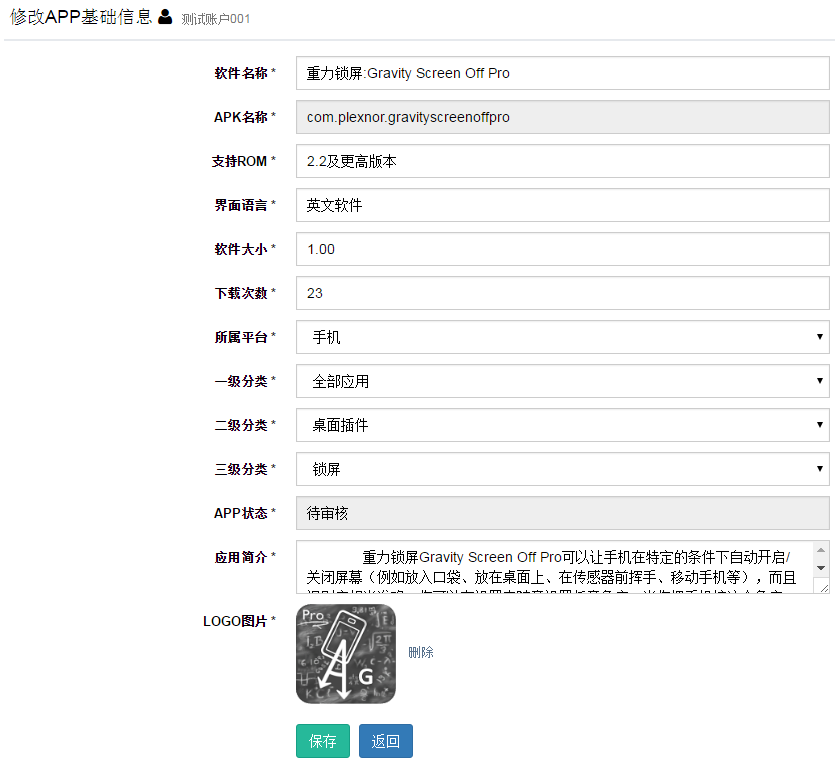 修改APP基础信息 测试账户001
软件名称 * 重力锁屏:Gravity Screen Off Pro
APK名称 * com.plexnor.gravityscreenoffpro
支持ROM * 2.2及更高版本
界面语言 * 英文软件
软件大小 * 1.00
下载次数 * 23
所属平台 * 手机
一级分类 * 全部应用
二级分类 * 桌面插件
三级分类 * 锁屏
APP状态 * 待审核
应用简介 * 重力锁屏Gravity Screen Off Pro可以让手机在特定的条件下自动开启/
关闭屏幕（例如放入口袋、放在桌面上、在传感器前挥手、移动手机等），而且
LOGO图片 *
Pro
A G
删除
保存 返回